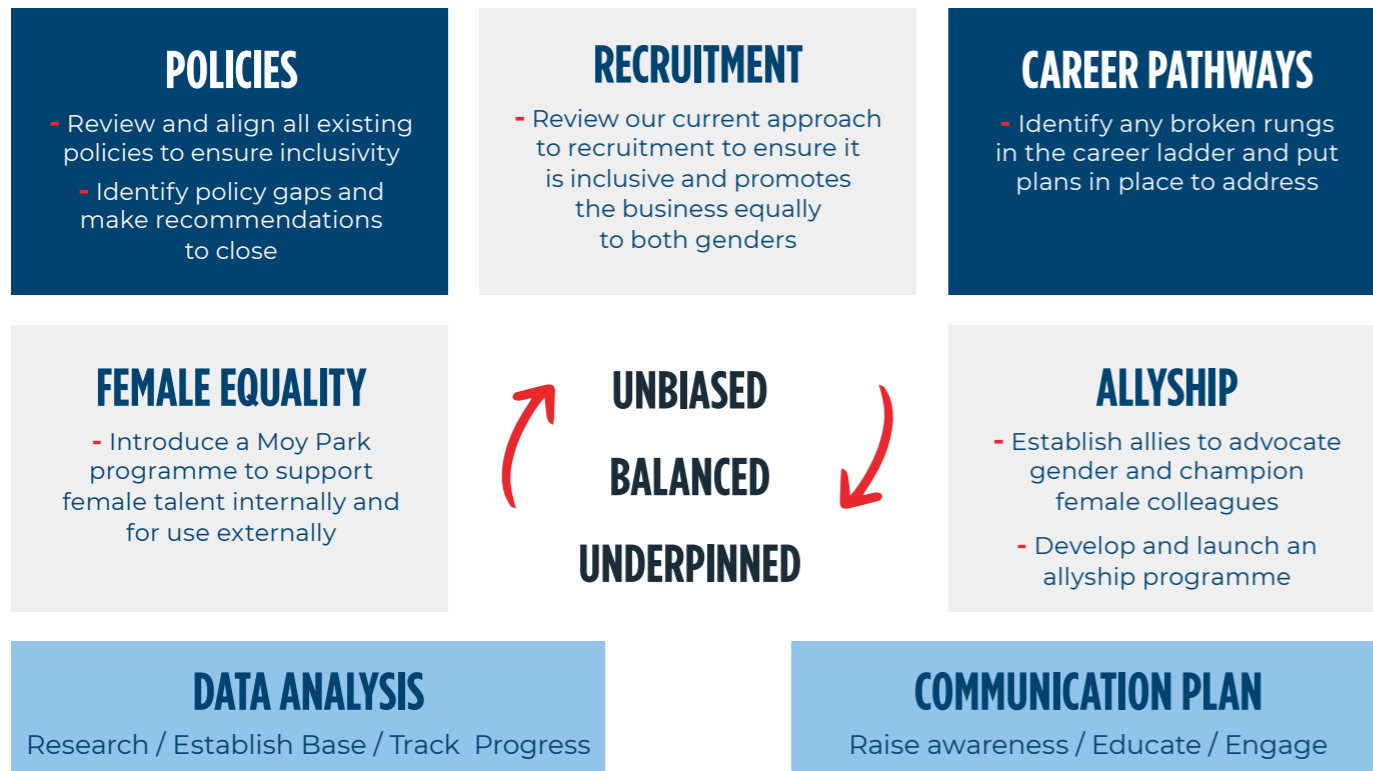 POLICIES
- Review and align all existing
policies to ensure inclusivity
- Identify policy gaps and
make recommendations
to close
RECRUITMENT
- Review our current approach
to recruitment to ensure it
is inclusive and promotes
the business equally
to both genders
CAREER PATHWAYS
- Identify any broken rungs
in the career ladder and put
plans in place to address
FEMALE EQUALITY
- Introduce a Moy Park
programme to support
female talent internally and
for use externally
UNBIASED
BALANCED
UNDERPINNED
ALLYSHIP
- Establish allies to advocate
gender and champion
female colleagues
- Develop and launch an
allyship programme
DATA ANALYSIS
Research / Establish Base / Track Progress
COMMUNICATION PLAN
Raise awareness / Educate / Engage